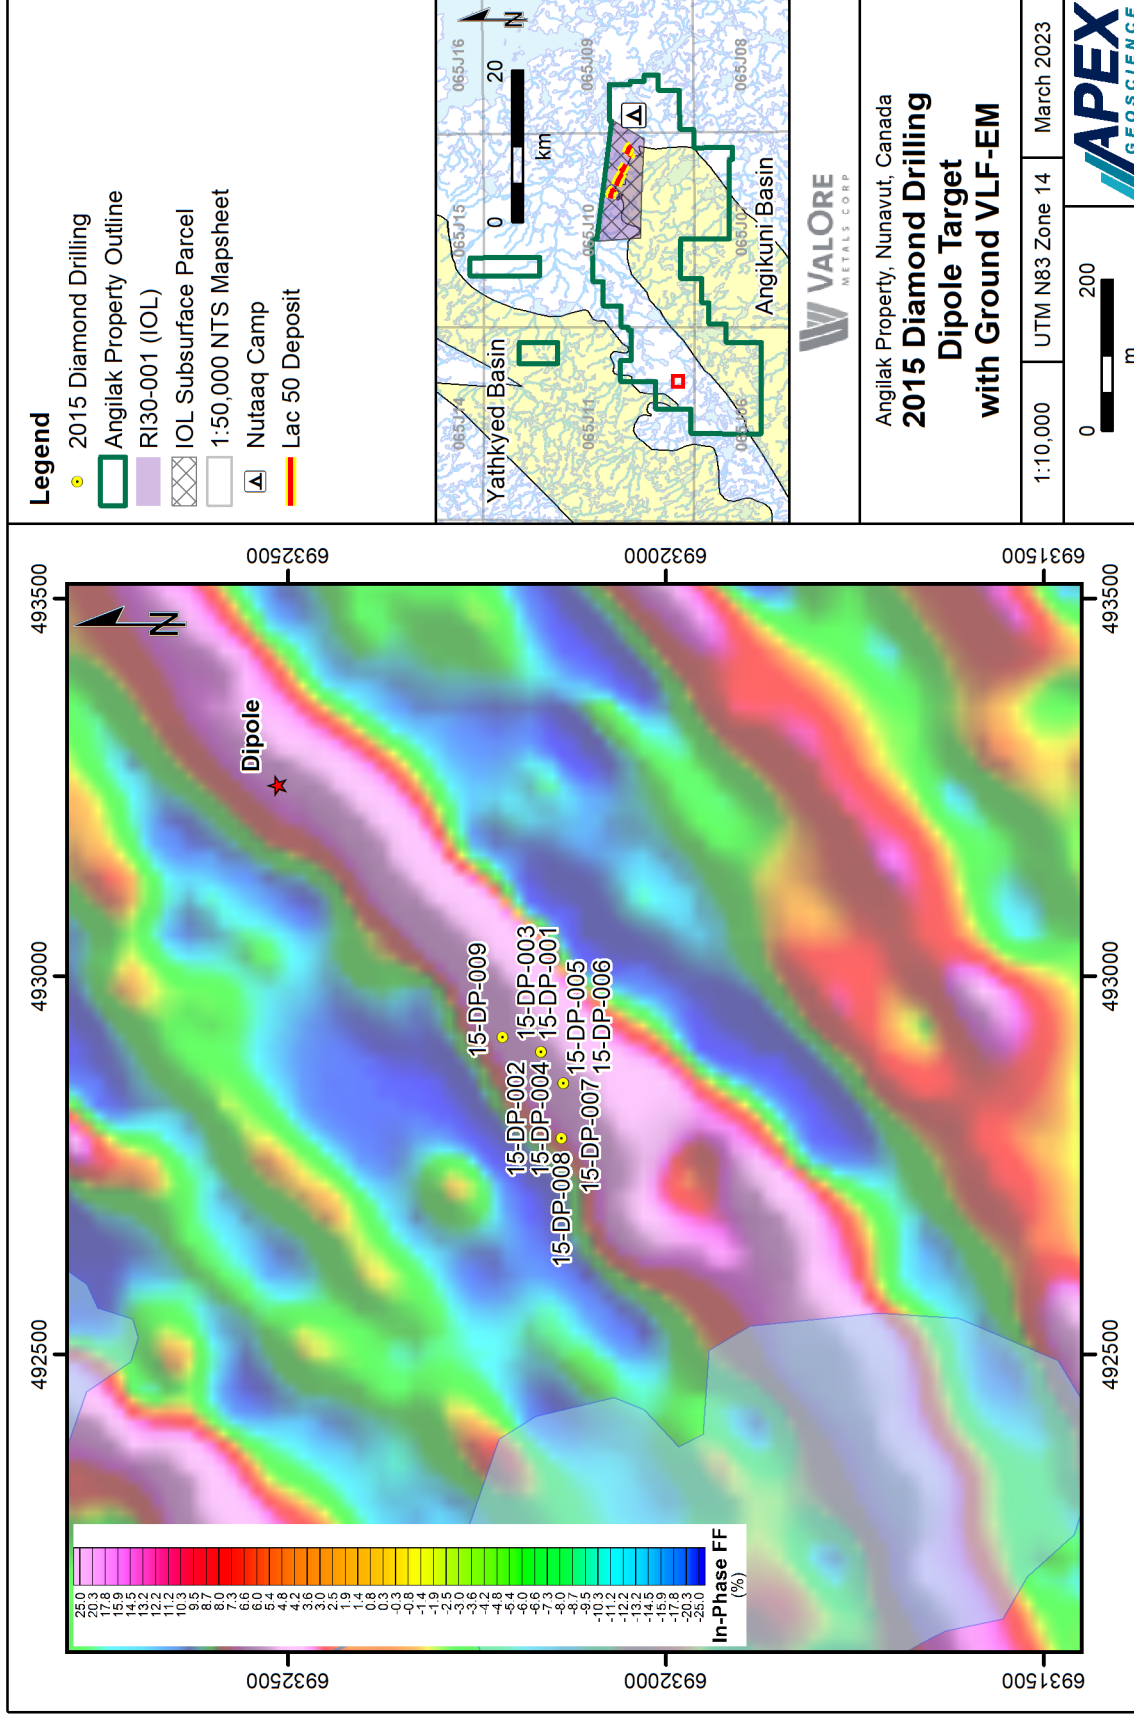 493500
493000
492500
6932500
6932000
6931500
Dipole
N
15-DP-009
15-DP-003
15-DP-001
15-DP-005
15-DP-006
15-DP-002
15-DP-004
15-DP-007
15-DP-008
25.0
20.3
17.8
15.9
14.5
13.2
12.2
11.2
10.3
9.5
8.7
8.0
7.3
6.6
6.0
5.4
4.8
4.2
3.6
3.0
2.5
1.9
1.4
0.8
0.3
-0.3
-0.8
-1.4
-1.9
-2.5
-3.0
-3.6
-4.2
-4.8
-5.4
-6.0
-6.6
-7.3
-8.0
-8.7
-9.5
-10.3
-11.2
-12.2
-13.2
-14.5
-15.9
-17.8
-20.3
-25.0
In-Phase FF
(%)
6932500
6932000
6931500
493500
493000
492500
Legend
2015 Diamond Drilling
Angilak Property Outline
RI30-001 (IOL)
IOL Subsurface Parcel
1:50,000 NTS Mapsheet
Nutaaq Camp
Lac 50 Deposit
065J14
065J15
065J16
Yathkyed Basin
0
20
km
N
065J11
065J10
065J09
065J06
065J07
065J08
Angikuni Basin
VALORE
METALS CORP
Angilak Property, Nunavut, Canada
2015 Diamond Drilling
Dipole Target
with Ground VLF-EM
1:10,000
UTM N83 Zone 14
March 2023
0
200
m
APEX
GEOSCIENCE